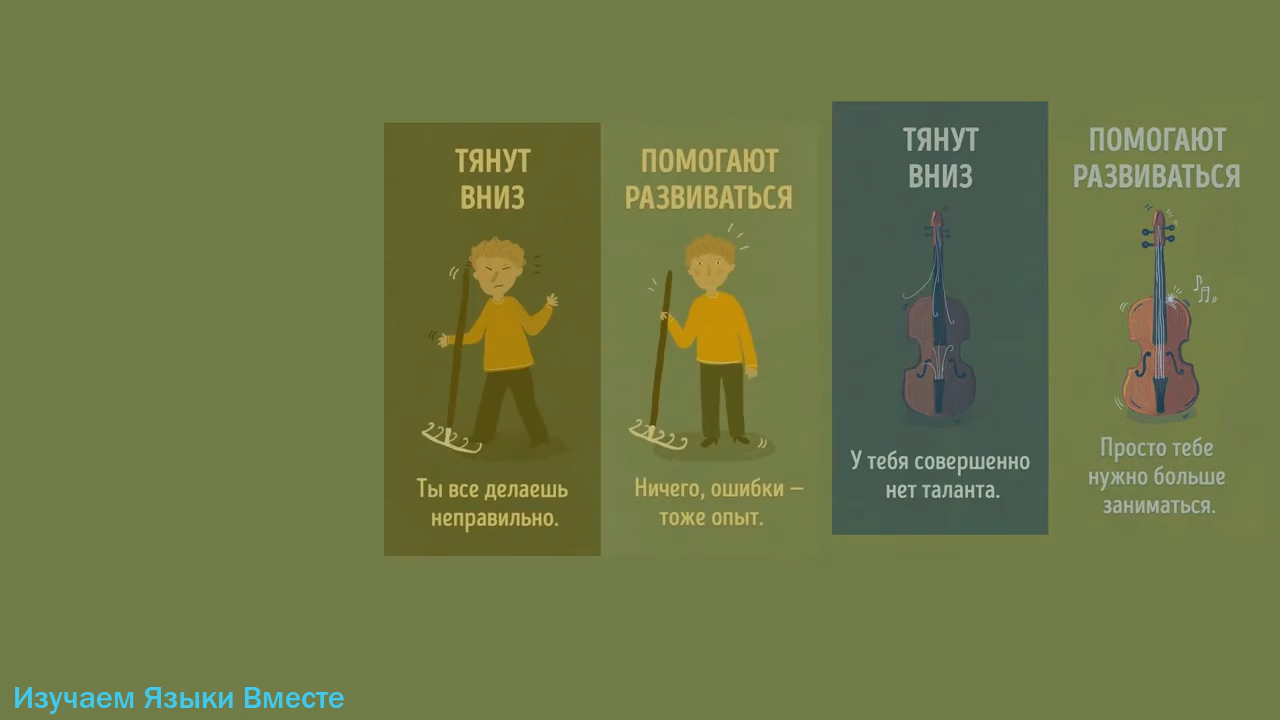 ТЯНУТ
ВНИЗ
Ты все делаешь
неправильно.
ПОМОГАЮТ
РАЗВИВАТЬСЯ
Ничего, ошибки —
тоже опыт.
ТЯНУТ
ВНИЗ
У тебя совершенно
нет таланта.
ПОМОГАЮТ
РАЗВИВАТЬСЯ
Просто тебе
нужно больше
заниматься.
Изучаем Языки Вместе